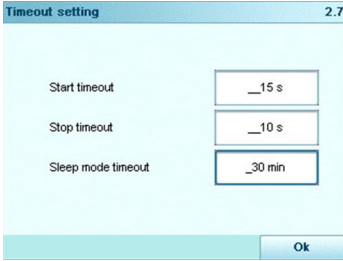 Timeout setting 2.7
Start timeout __15 s
Stop timeout __10 s
Sleep mode timeout _30 min
Ok